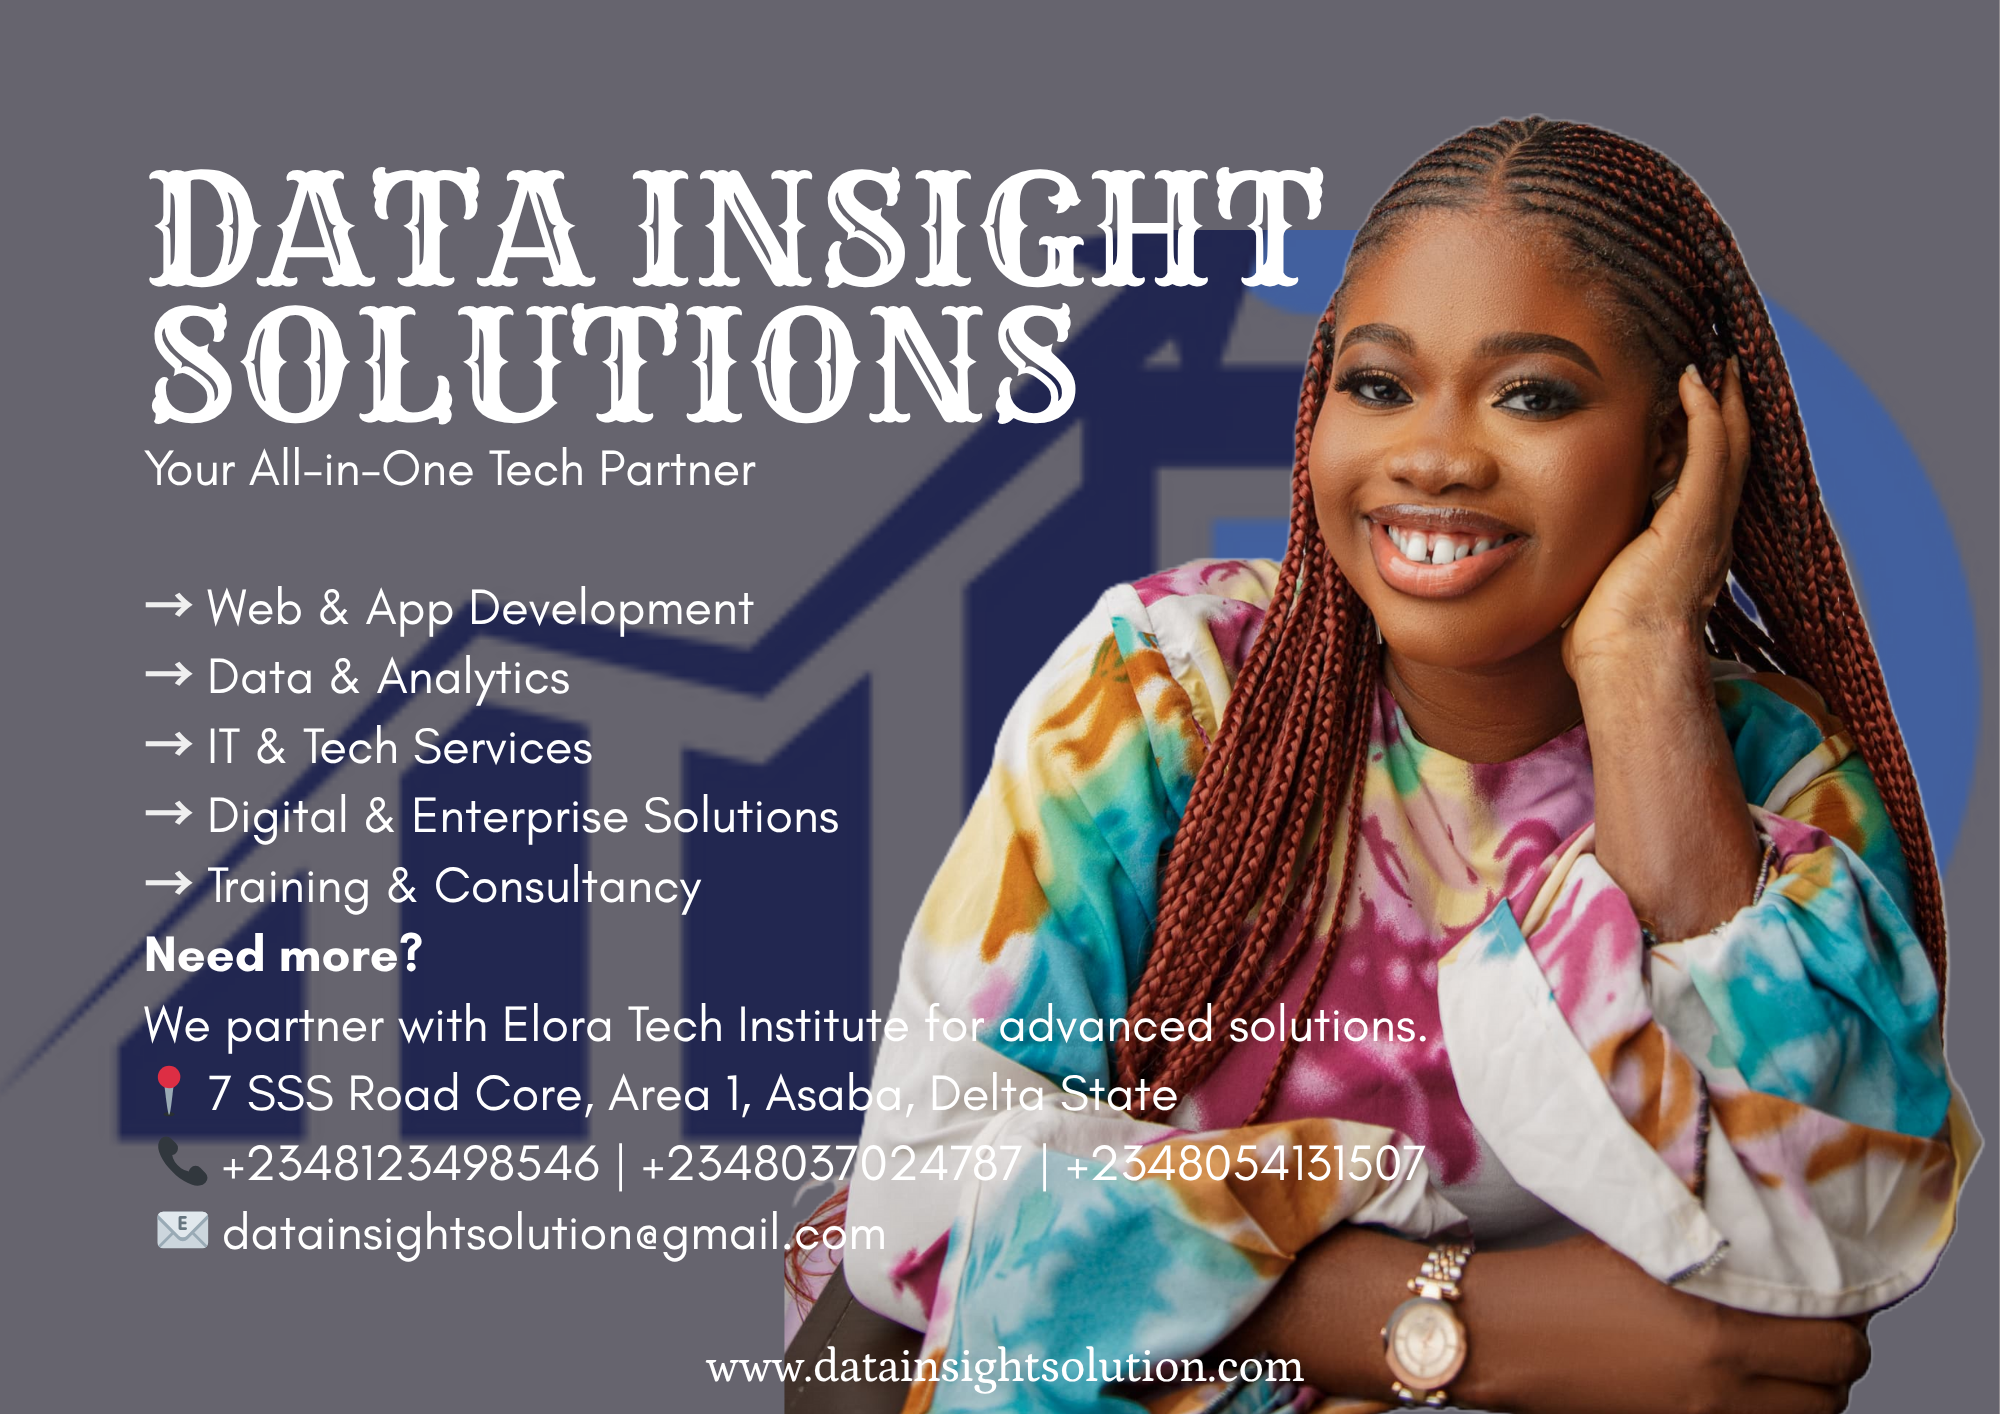 DATA INSIGHT
SOLUTIONS
Your All-in-One Tech Partner
→ Web & App Development
→ Data & Analytics
→ IT & Tech Services
→ Digital & Enterprise Solutions
→ Training & Consultancy
Need more?
We partner with Elora Tech Institute for advanced solutions.
📍 7 SSS Road Core, Area 1, Asaba, Delta State
📞 +2348123498546 | +2348037024787 | +2348054131507
📧 datainsightsolution@gmail.com
www.datainsightsolution.com